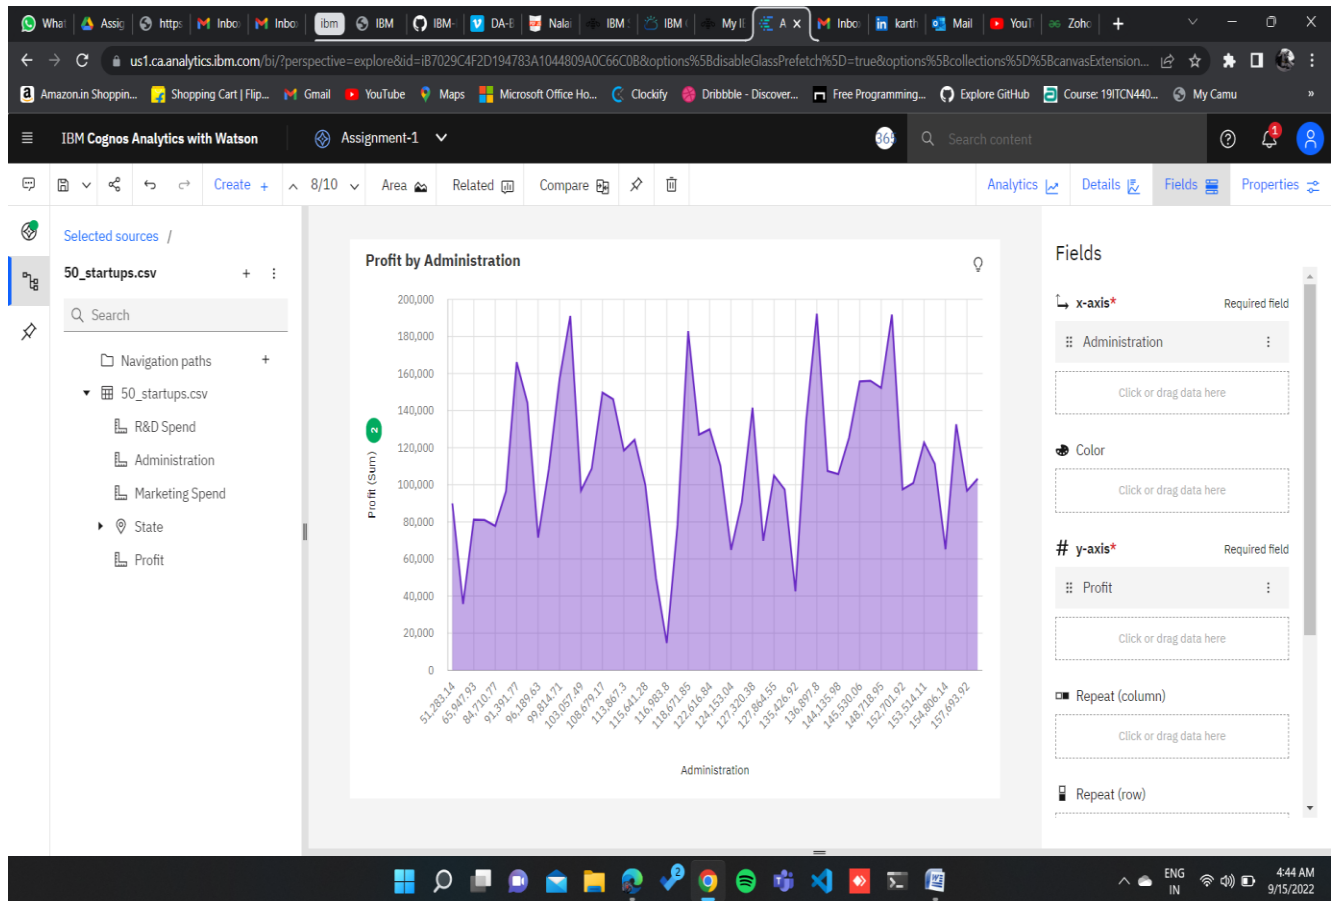 What
Assig
https
Inbo
Inbo
ibm
IBM
IBM-
DA-E
Nalai
IBM
IBM
My I
A
Inbo
karth
Mail
YouT
Zoho
us1.ca.analytics.ibm.com/bi/?perspective=explore&id=iB7029C4F2D194783A1044809A0C66C0B&options%5BdisableGlassPrefetch%5D=true&options%5Bcollections%5D%5BcanvasExtension...
Amazon.in Shoppin...
Shopping Cart | Flip...
Gmail
YouTube
Maps
Microsoft Office Ho...
Clockify
Dribbble - Discover...
Free Programming...
Explore GitHub
Course: 19ITCN440...
My Camu
»
IBM Cognos Analytics with Watson
Assignment-1
365
Search content
1
Create +
8/10
Area
Related
Compare
Analytics
Details
Fields
Properties
Selected sources /
50_startups.csv
Search
Navigation paths
50_startups.csv
R&D Spend
Administration
Marketing Spend
State
Profit
Profit by Administration
200,000
180,000
160,000
140,000
120,000
100,000
80,000
60,000
40,000
20,000
0
Profit (Sum)
2
51,283.14
65,947.93
84,710.77
91,391.77
96,189.63
99,814.71
103,057.49
108,679.17
113,867.3
115,641.28
116,983.8
118,671.85
122,616.84
124,153.04
127,320.38
127,864.55
135,426.92
136,897.8
144,135.98
145,530.06
148,718.95
152,701.92
153,514.11
154,806.14
157,693.92
Administration
Fields
x-axis*
Required field
Administration
Click or drag data here
Color
Click or drag data here
# y-axis*
Required field
Profit
Click or drag data here
Repeat (column)
Click or drag data here
Repeat (row)
2
ENG
IN
4:44 AM
9/15/2022